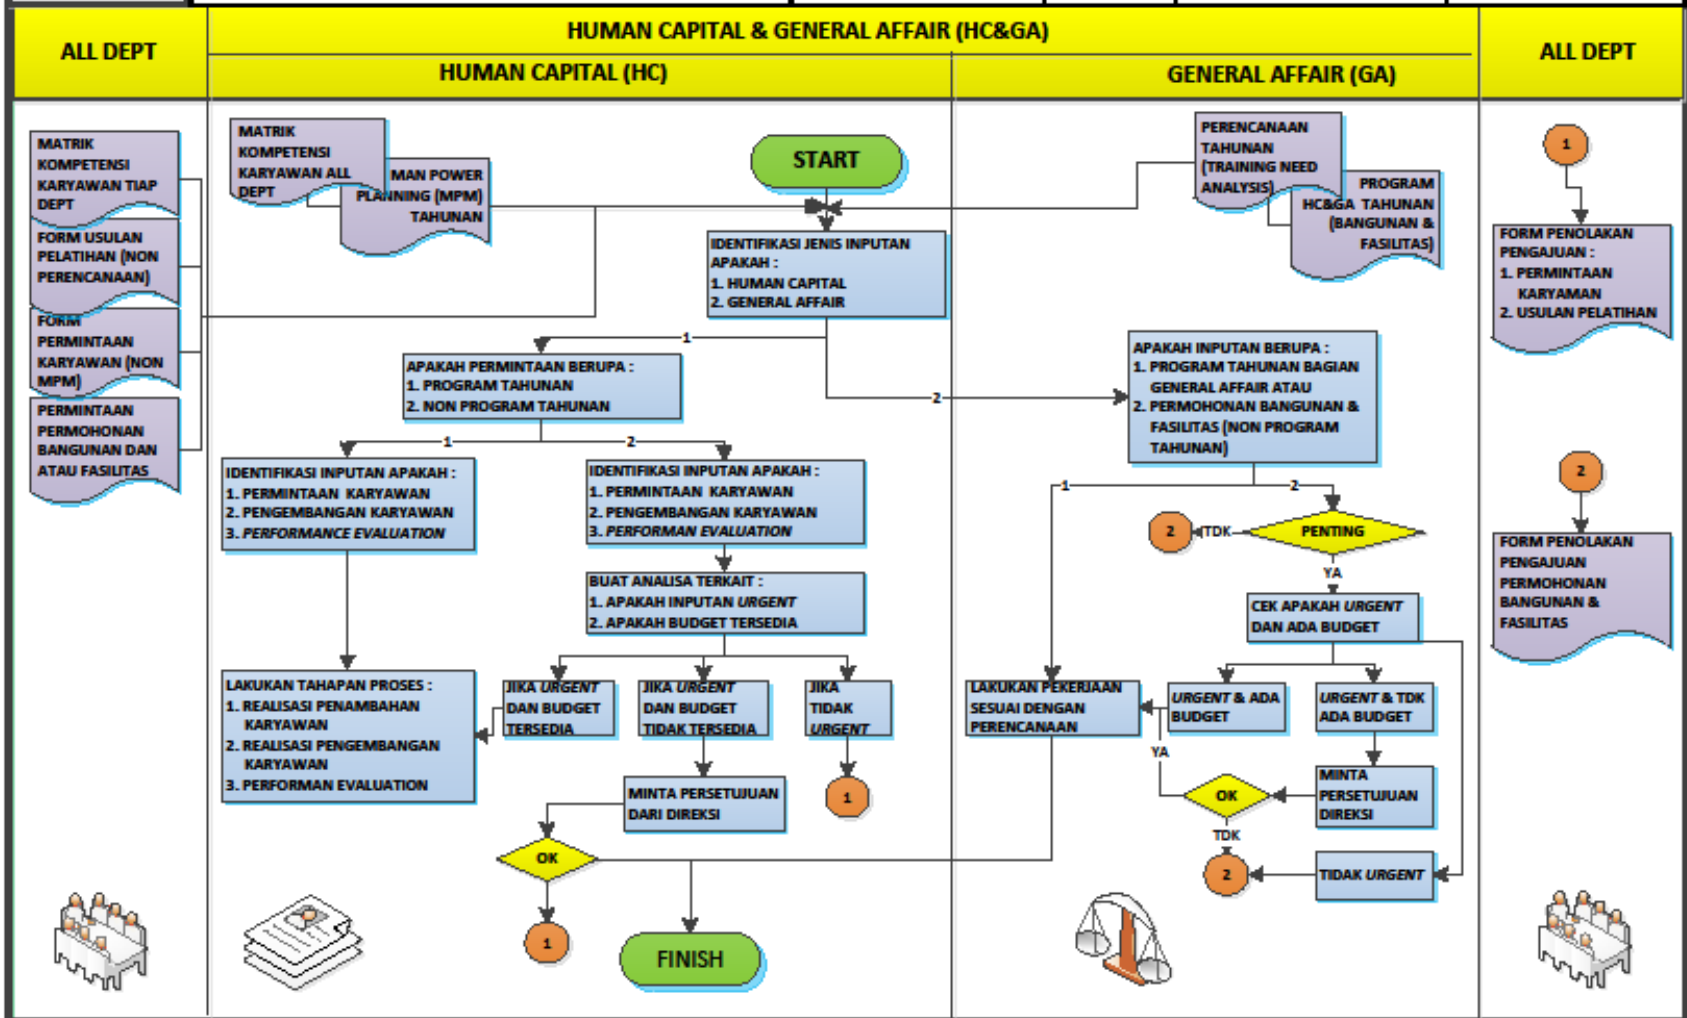 HUMAN CAPITAL & GENERAL AFFAIR (HC&GA)
ALL DEPT
HUMAN CAPITAL (HC)
GENERAL AFFAIR (GA)
ALL DEPT
MATRIK
KOMPETENSI
KARYAWAN TIAP
DEPT
FORM USULAN
PELATIHAN (NON
PERENCANAAN)
FORM
PERMINTAAN
KARYAWAN (NON
MPM)
PERMINTAAN
PERMOHONAN
BANGUNAN DAN
ATAU FASILITAS
MATRIK
KOMPETENSI
KARYAWAN ALL
DEPT
MAN POWER
PLANNING (MPM)
TAHUNAN
START
IDENTIFIKASI JENIS INPUTAN
APAKAH :
1. HUMAN CAPITAL
2. GENERAL AFFAIR
1
2
APAKAH PERMINTAAN BERUPA :
1. PROGRAM TAHUNAN
2. NON PROGRAM TAHUNAN
1
2
IDENTIFIKASI INPUTAN APAKAH :
1. PERMINTAAN KARYAWAN
2. PENGEMBANGAN KARYAWAN
3. PERFORMANCE EVALUATION
IDENTIFIKASI INPUTAN APAKAH :
1. PERMINTAAN KARYAWAN
2. PENGEMBANGAN KARYAWAN
3. PERFORMAN EVALUATION
BUAT ANALISA TERKAIT :
1. APAKAH INPUTAN URGENT
2. APAKAH BUDGET TERSEDIA
LAKUKAN TAHAPAN PROSES :
1. REALISASI PENAMBAHAN
KARYAWAN
2. REALISASI PENGEMBANGAN
KARYAWAN
3. PERFORMAN EVALUATION
JIKA URGENT
DAN BUDGET
TERSEDIA
JIKA URGENT
DAN BUDGET
TIDAK TERSEDIA
JIKA
TIDAK
URGENT
1
MINTA PERSETUJUAN
DARI DIREKSI
OK
1
FINISH
PERENCANAAN
TAHUNAN
(TRAINING NEED
ANALYSIS)
PROGRAM
HC&GA TAHUNAN
(BANGUNAN &
FASILITAS)
APAKAH INPUTAN BERUPA :
1. PROGRAM TAHUNAN BAGIAN
GENERAL AFFAIR ATAU
2. PERMOHONAN BANGUNAN &
FASILITAS (NON PROGRAM
TAHUNAN)
1
2
2
TDK
PENTING
YA
CEK APAKAH URGENT
DAN ADA BUDGET
LAKUKAN PEKERJAAN
SESUAI DENGAN
PERENCANAAN
URGENT & ADA
BUDGET
URGENT & TDK
ADA BUDGET
YA
OK
MINTA
PERSETUJUAN
DIREKSI
TDK
2
TIDAK URGENT
1
FORM PENOLAKAN
PENGAJUAN :
1. PERMINTAAN
KARYAMAN
2. USULAN PELATIHAN
2
FORM PENOLAKAN
PENGAJUAN
PERMOHONAN
BANGUNAN &
FASILITAS